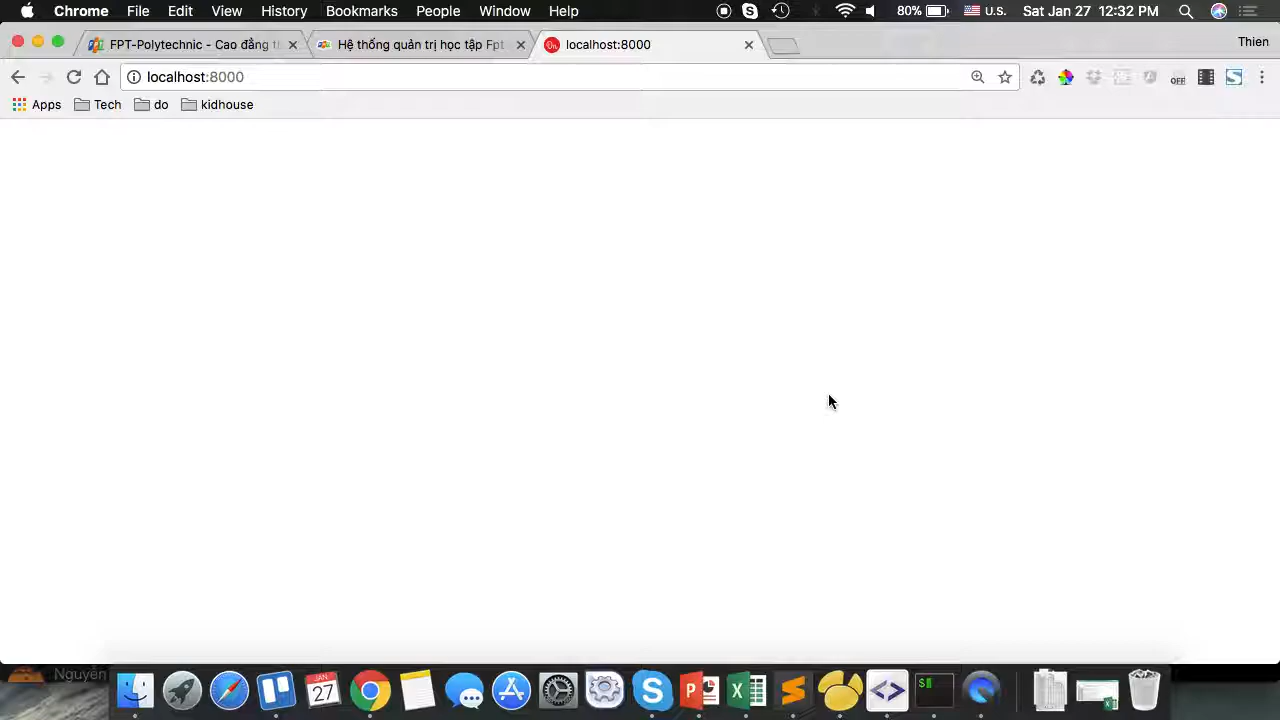 Chrome File Edit View History Bookmarks People Window Help 80% U.S. Sat Jan 27 12:32 PM
FPT-Polytechnic - Cao đẳng t Hệ thống quản trị học tập Fpt localhost:8000 Thien
localhost:8000 OFF
Apps Tech do kidhouse
Nguyễn
JAN
27